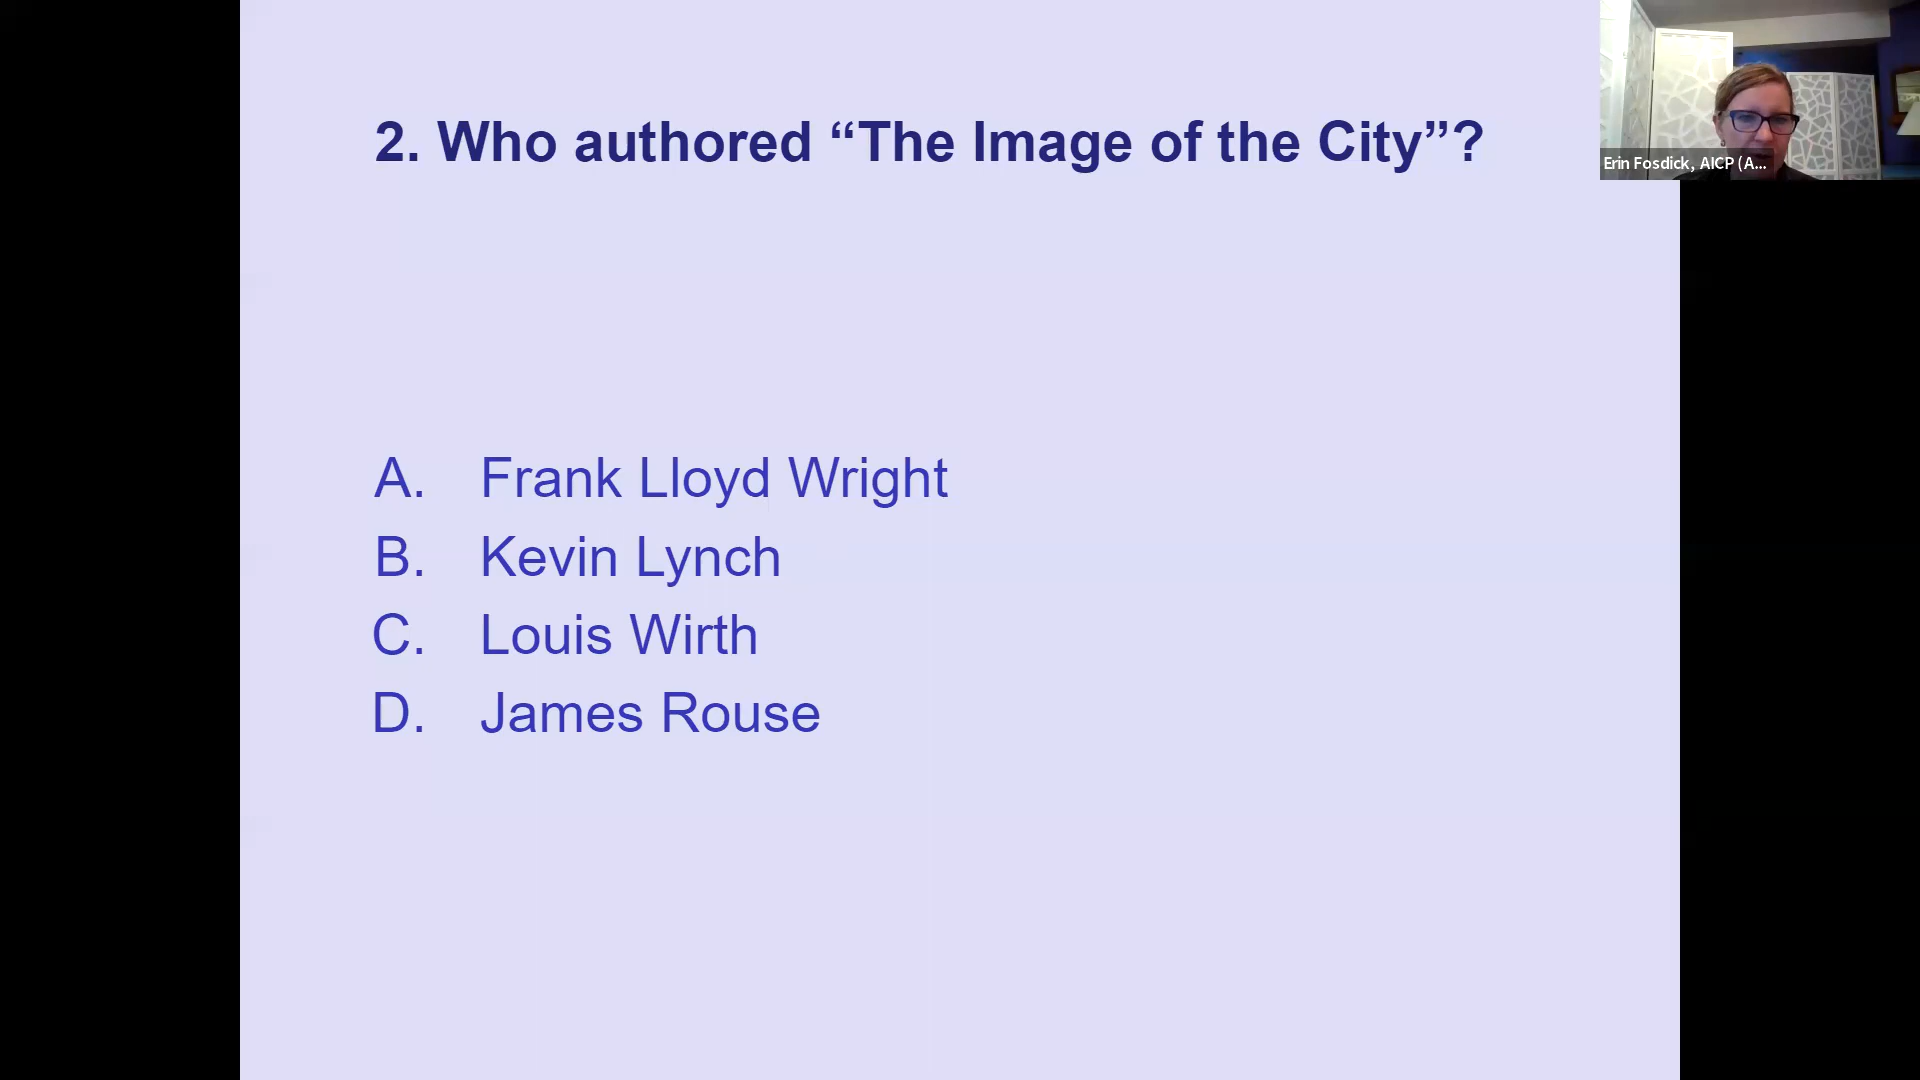 2. Who authored “The Image of the City”?
Erin Fosdick, AICP (A...
A. Frank Lloyd Wright
B. Kevin Lynch
C. Louis Wirth
D. James Rouse